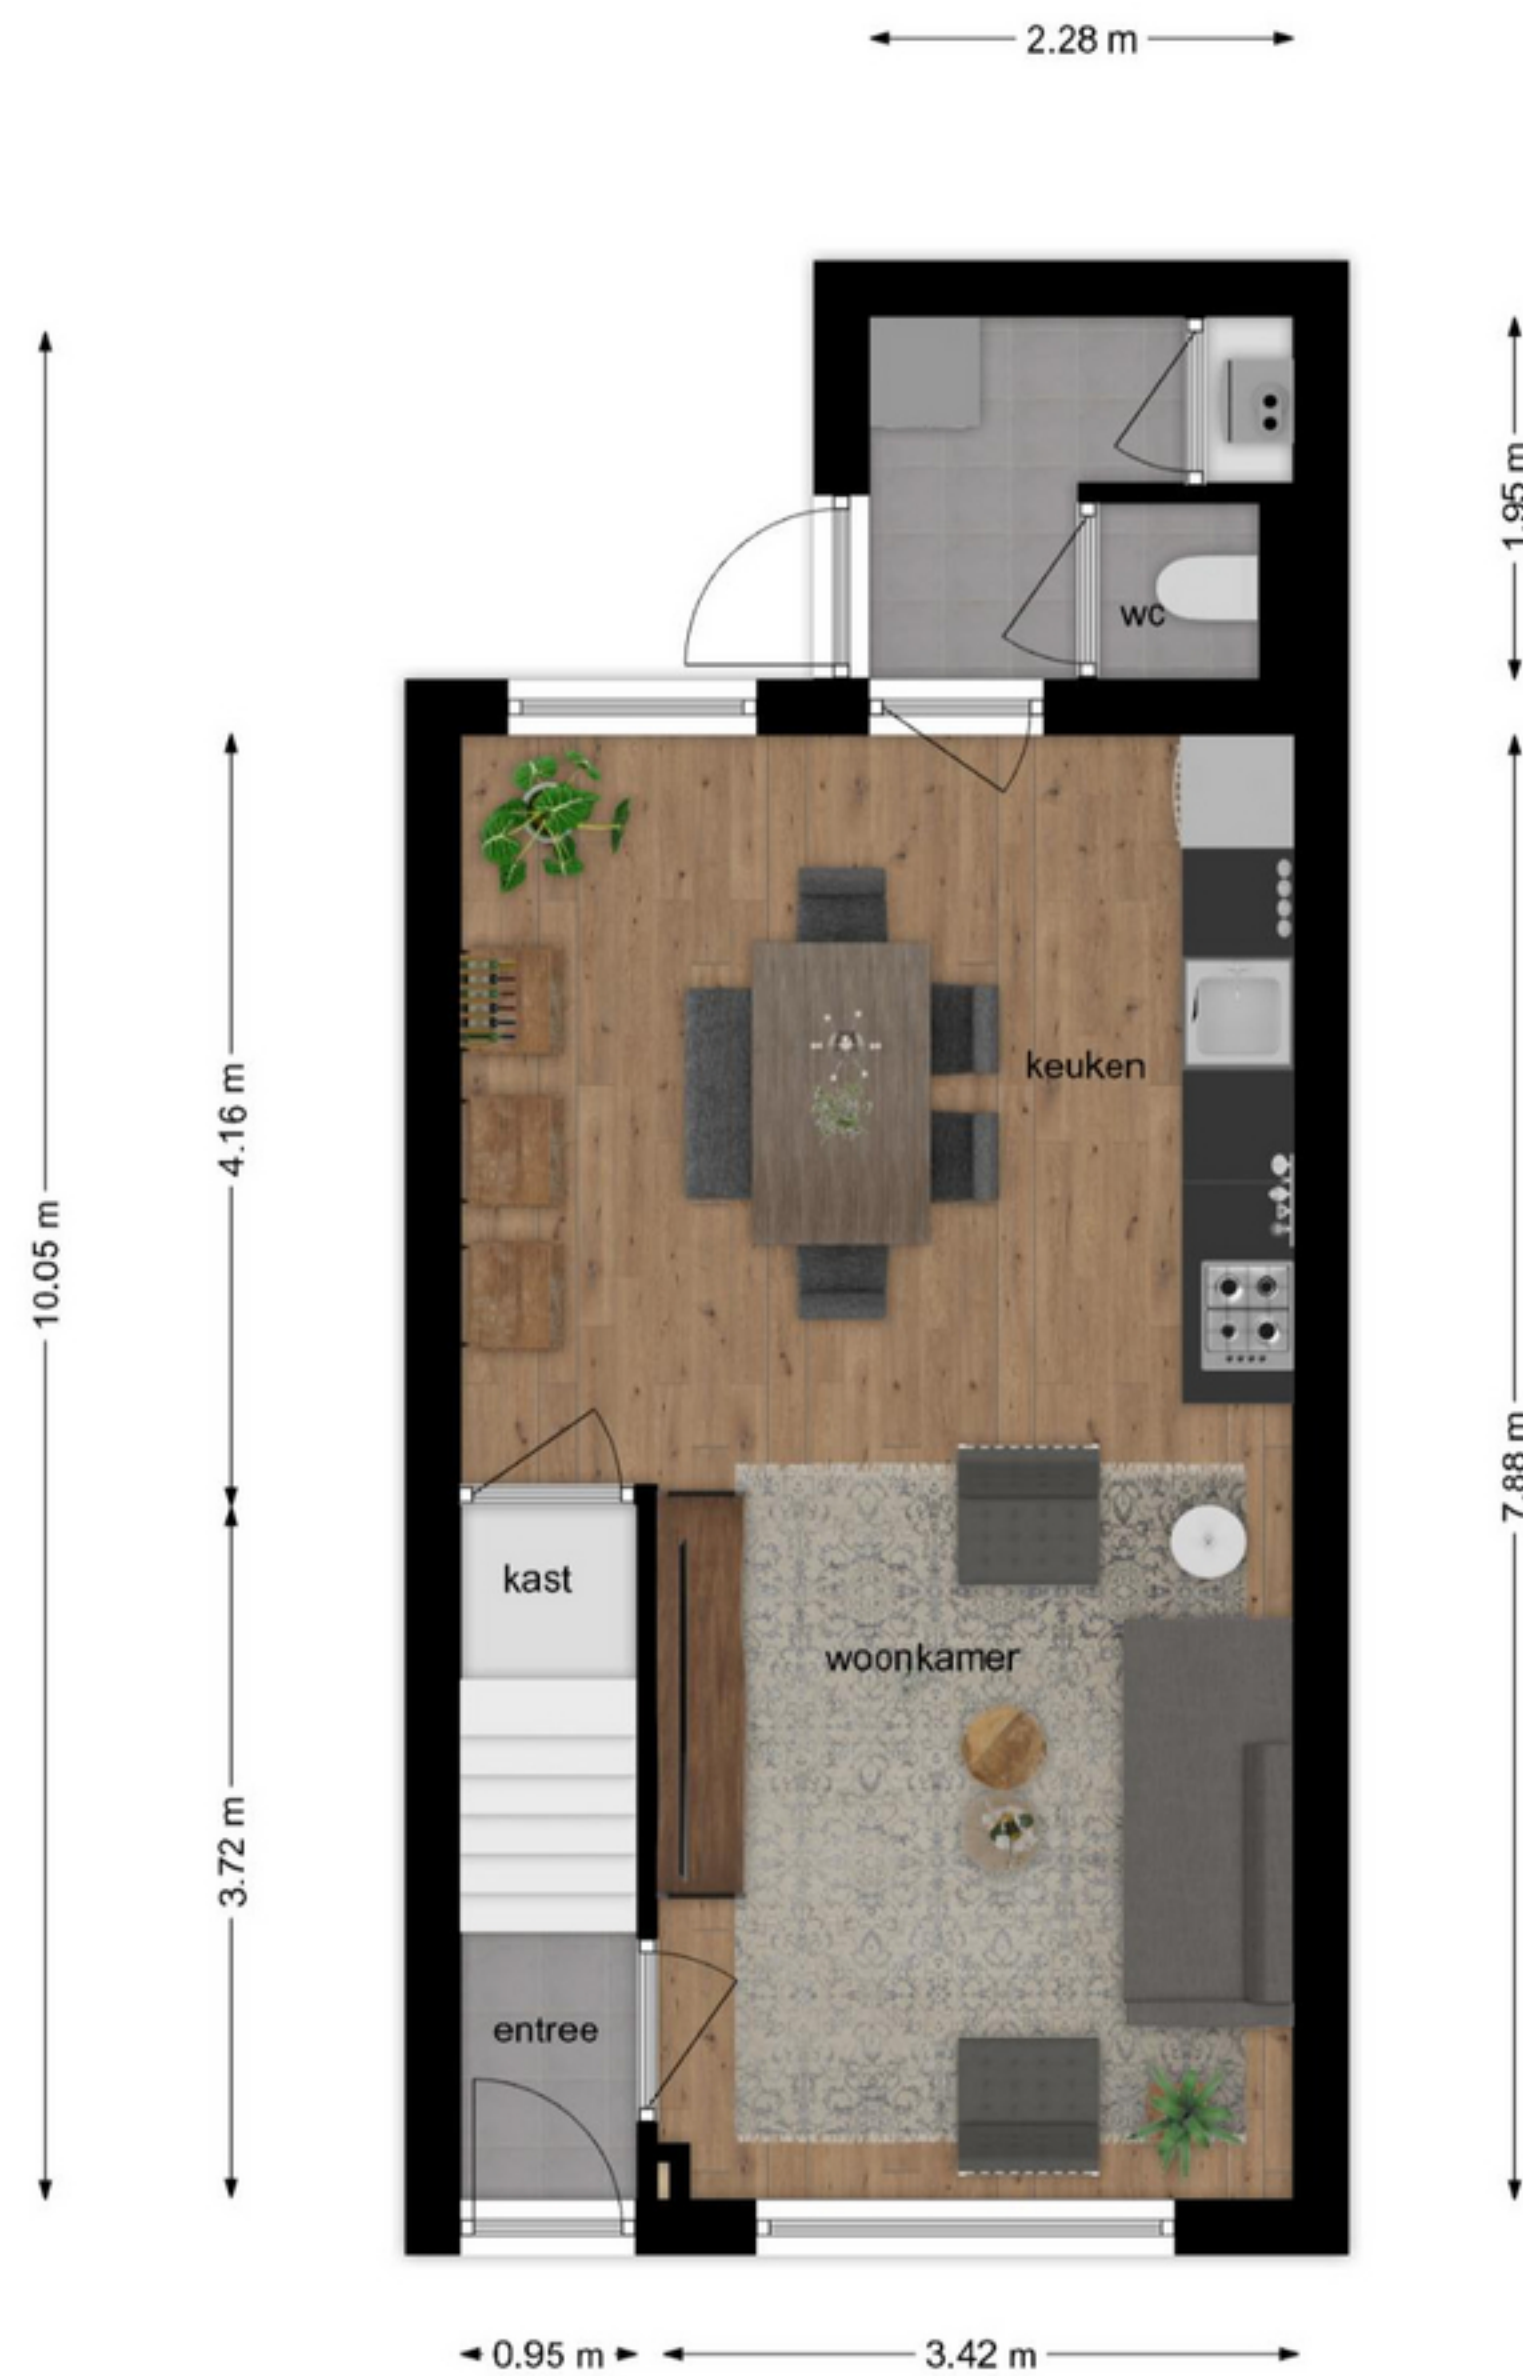 2.28 m
1.95 m
wc
keuken
4.16 m
10.05 m
7.88 m
kast
woonkamer
3.72 m
entree
0.95 m
3.42 m